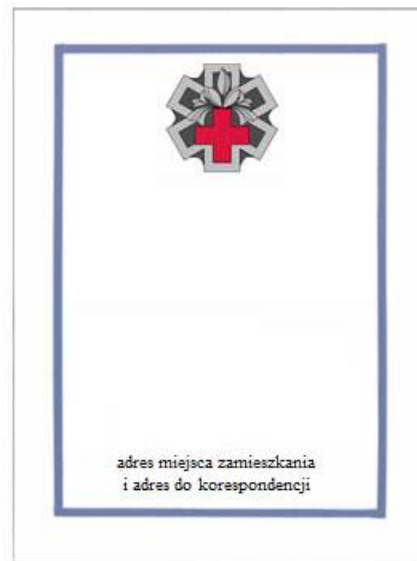 adres miejsca zamieszkania
i adres do korespondencji